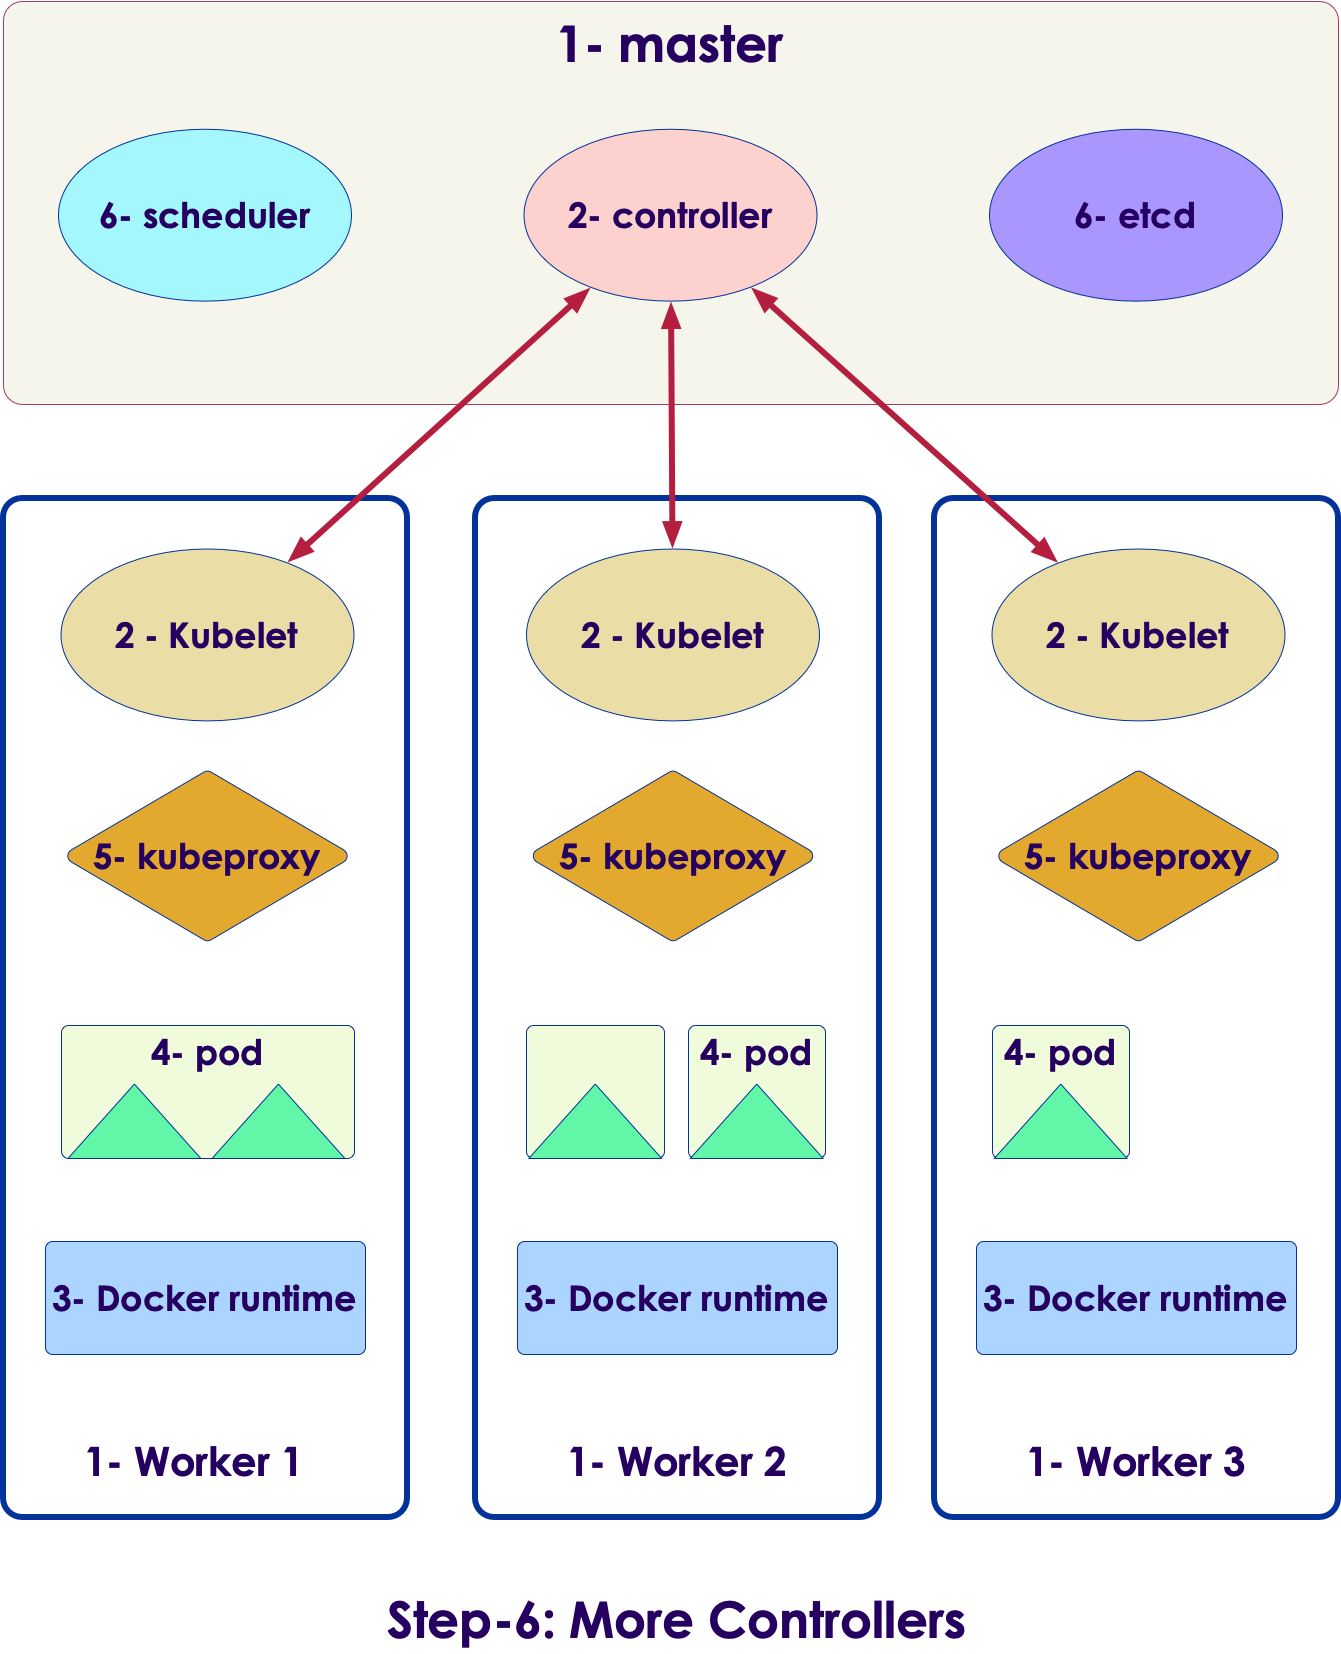 1- master
6- scheduler
2- controller
6- etcd
2 - Kubelet
2 - Kubelet
2 - Kubelet
5- kubeproxy
5- kubeproxy
5- kubeproxy
4- pod
4- pod
4- pod
3- Docker runtime
3- Docker runtime
3- Docker runtime
1- Worker 1
1- Worker 2
1- Worker 3
Step-6: More Controllers